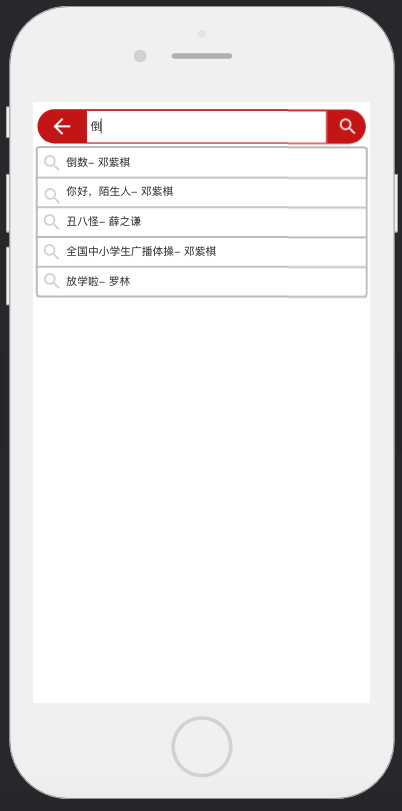 倒
倒数– 邓紫棋
你好，陌生人– 邓紫棋
丑八怪– 薛之谦
全国中小学生广播体操– 邓紫棋
放学啦– 罗林